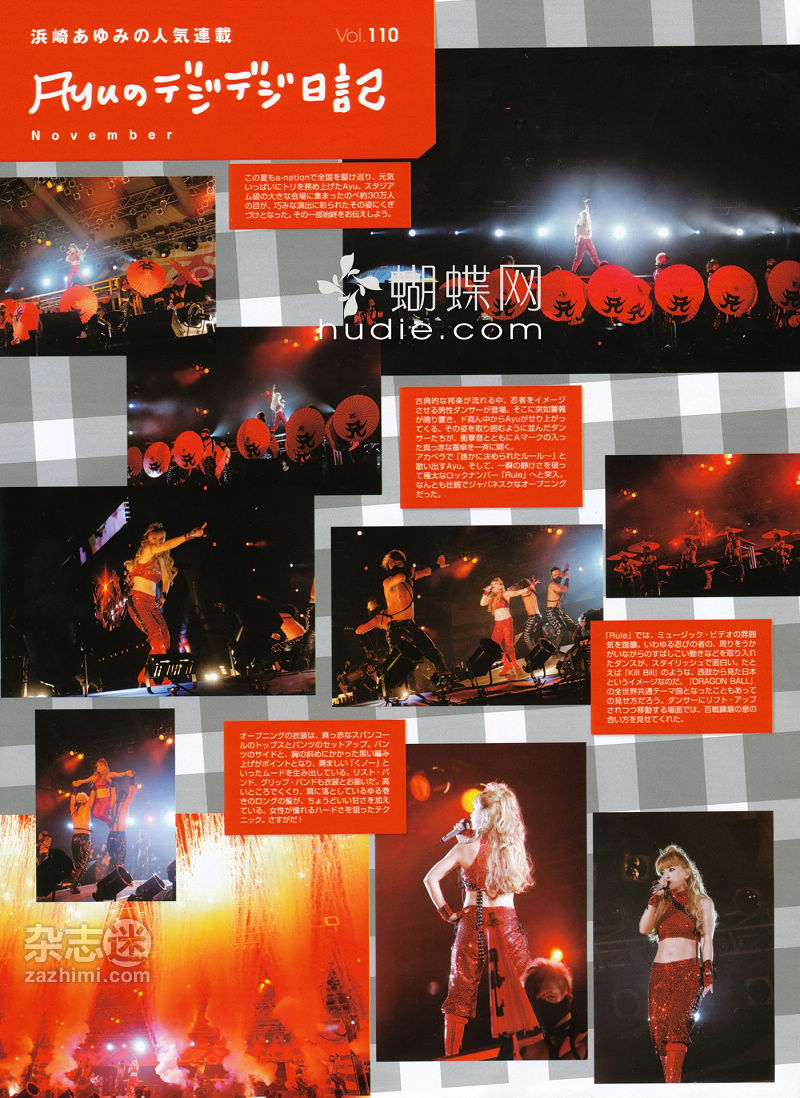 浜崎あゆみの人気連載
Vol.110
Ayuのデジデジ日記
November
この夏もa-nationで全国を駆け巡り、元気
いっぱいにトリを務め上げたAyu。スタジア
ム級の大きな会場に集まったのべ約30万人
の目が、巧みな演出に彩られたその姿にくぎ
づけとなった。その一部始終をお伝えしよう。
蝴蝶网
hudie.com
古典的な邦楽が流れる中、忍者をイメージ
させる男性ダンサーが登場。そこに突如警報
が鳴り響き、ド真ん中からAyuがせり上がっ
てくる。その姿を取り囲むように並んだダン
サーたちが、衝撃音とともにAマークの入っ
た真っ赤な番傘を一斉に開く。
アカペラで「誰かに決められたルール〜」と
歌い出すAyu。そして、一瞬の静けさを破っ
て極太なロックナンバー「Rule」へと突入。
なんとも壮観でジャパネスクなオープニング
だった。
「Rule」では、ミュージック・ビデオの雰囲
気を踏襲。いわゆる忍びの者の、周りをうか
がいながらのすばしこい動きなどを取り入れ
たダンスが、スタイリッシュで面白い。たと
えば『Kill Bill』のような、西欧から見た日本
というイメージなのだ。『DRAGON BALL』
の全世界共通テーマ曲となったこともあって
の見せ方だろう。ダンサーにリフト・アップ
されつつ移動する場面では、百戦錬磨の息の
合い方を見せてくれた。
オープニングの衣装は、真っ赤なスパンコー
ルのトップスとパンツのセットアップ。パン
ツのサイドと、胸の斜めにかかった黒い編み
上げがポイントとなり、勇ましい「くノ一」と
いったムードを生み出している。リスト・バ
ンド、グリップ・バンドも衣装とお揃いだ。高
いところでくくり、肩に落としているゆる巻
きのロングの髪が、ちょうどいい甘さを加え
ている。女性が憧れるハードさを狙ったテク
ニック。さすがだ！
杂志迷
zazhimi.com